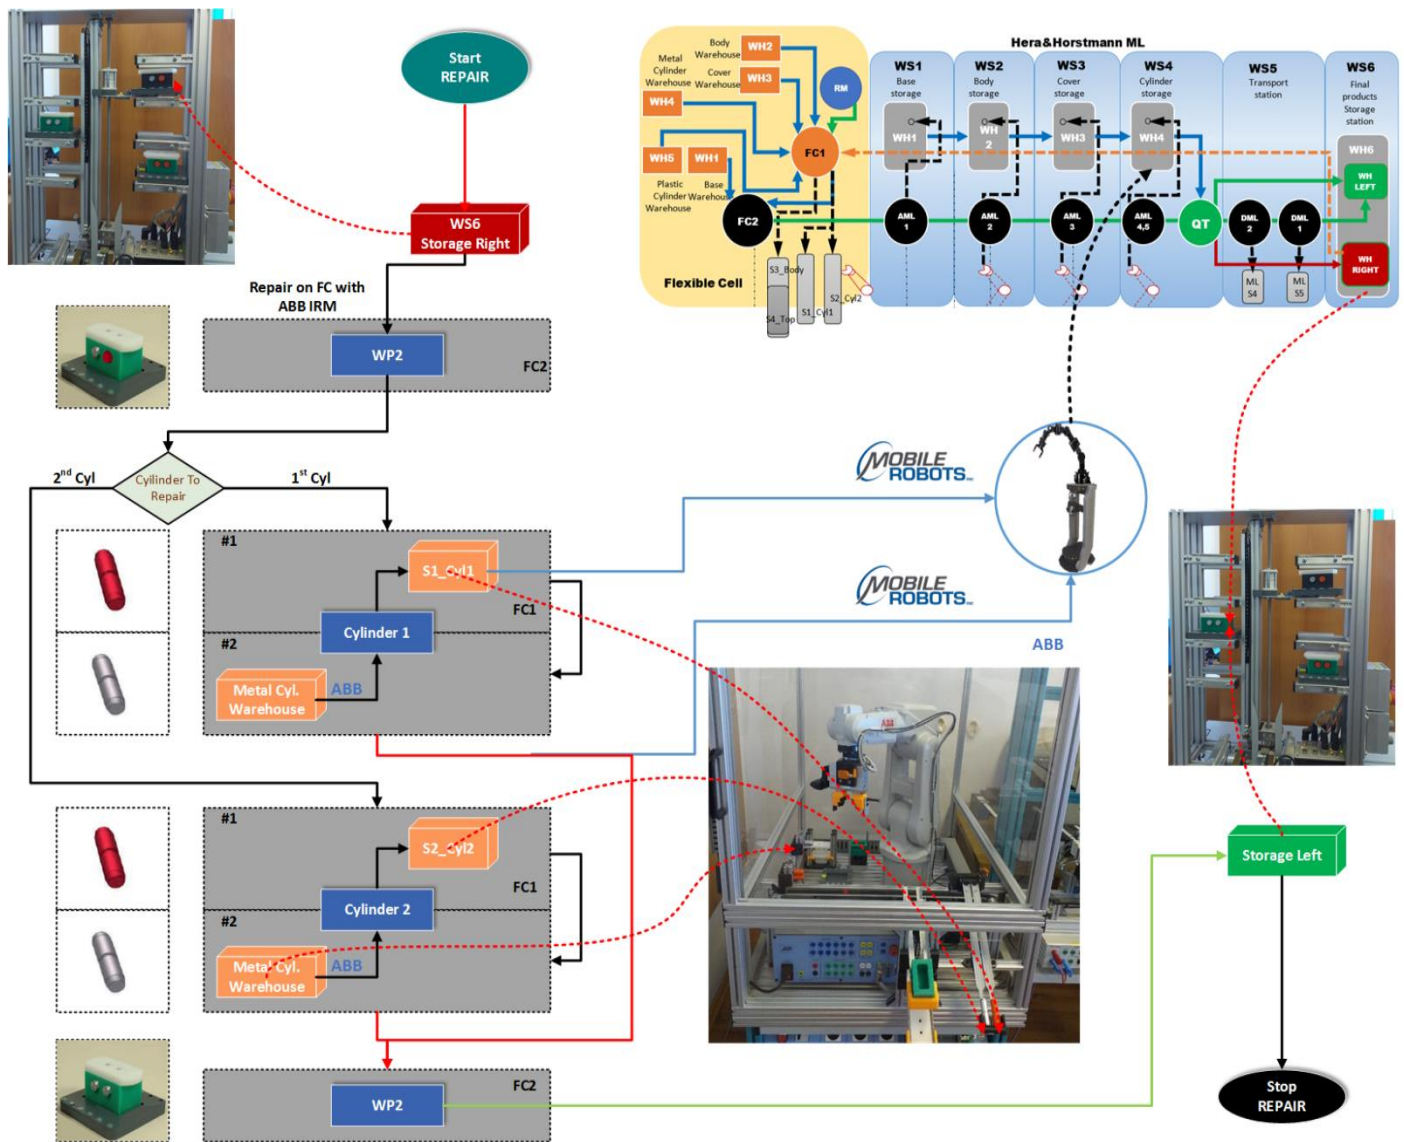 Start
REPAIR
WS6
Storage Right
Repair on FC with
ABB IRM
WP2
FC2
2nd Cyl
Cyilinder To
Repair
1st Cyl
#1
S1_Cyl1
FC1
Cylinder 1
#2
Metal Cyl.
Warehouse
ABB
#1
S2_Cyl2
FC1
Cylinder 2
#2
Metal Cyl.
Warehouse
ABB
FC2
WP2
Hera&Horstmann ML
Body
Warehouse
WH2
Metal
Cylinder
Warehouse
Cover
Warehouse
WH3
WH4
RM
FC1
WH5
WH1
Plastic
Cylinder
Warehouse
Base
Warehouse
FC2
S3_Body
S4_Top
S1_Cyl1
S2_Cyl2
Flexible Cell
WS1
Base
storage
WH1
AML
1
WS2
Body
storage
WH
2
AML
2
WS3
Cover
storage
WH3
AML
3
WS4
Cylinder
storage
WH4
AML
4,5
QT
WS5
Transport
station
DML
2
DML
1
ML
S4
ML
S5
WS6
Final
products
Storage
station
WH6
WH
LEFT
WH
RIGHT
MOBILE
ROBOTS INC
MOBILE
ROBOTS INC
ABB
ABB
Storage Left
Stop
REPAIR